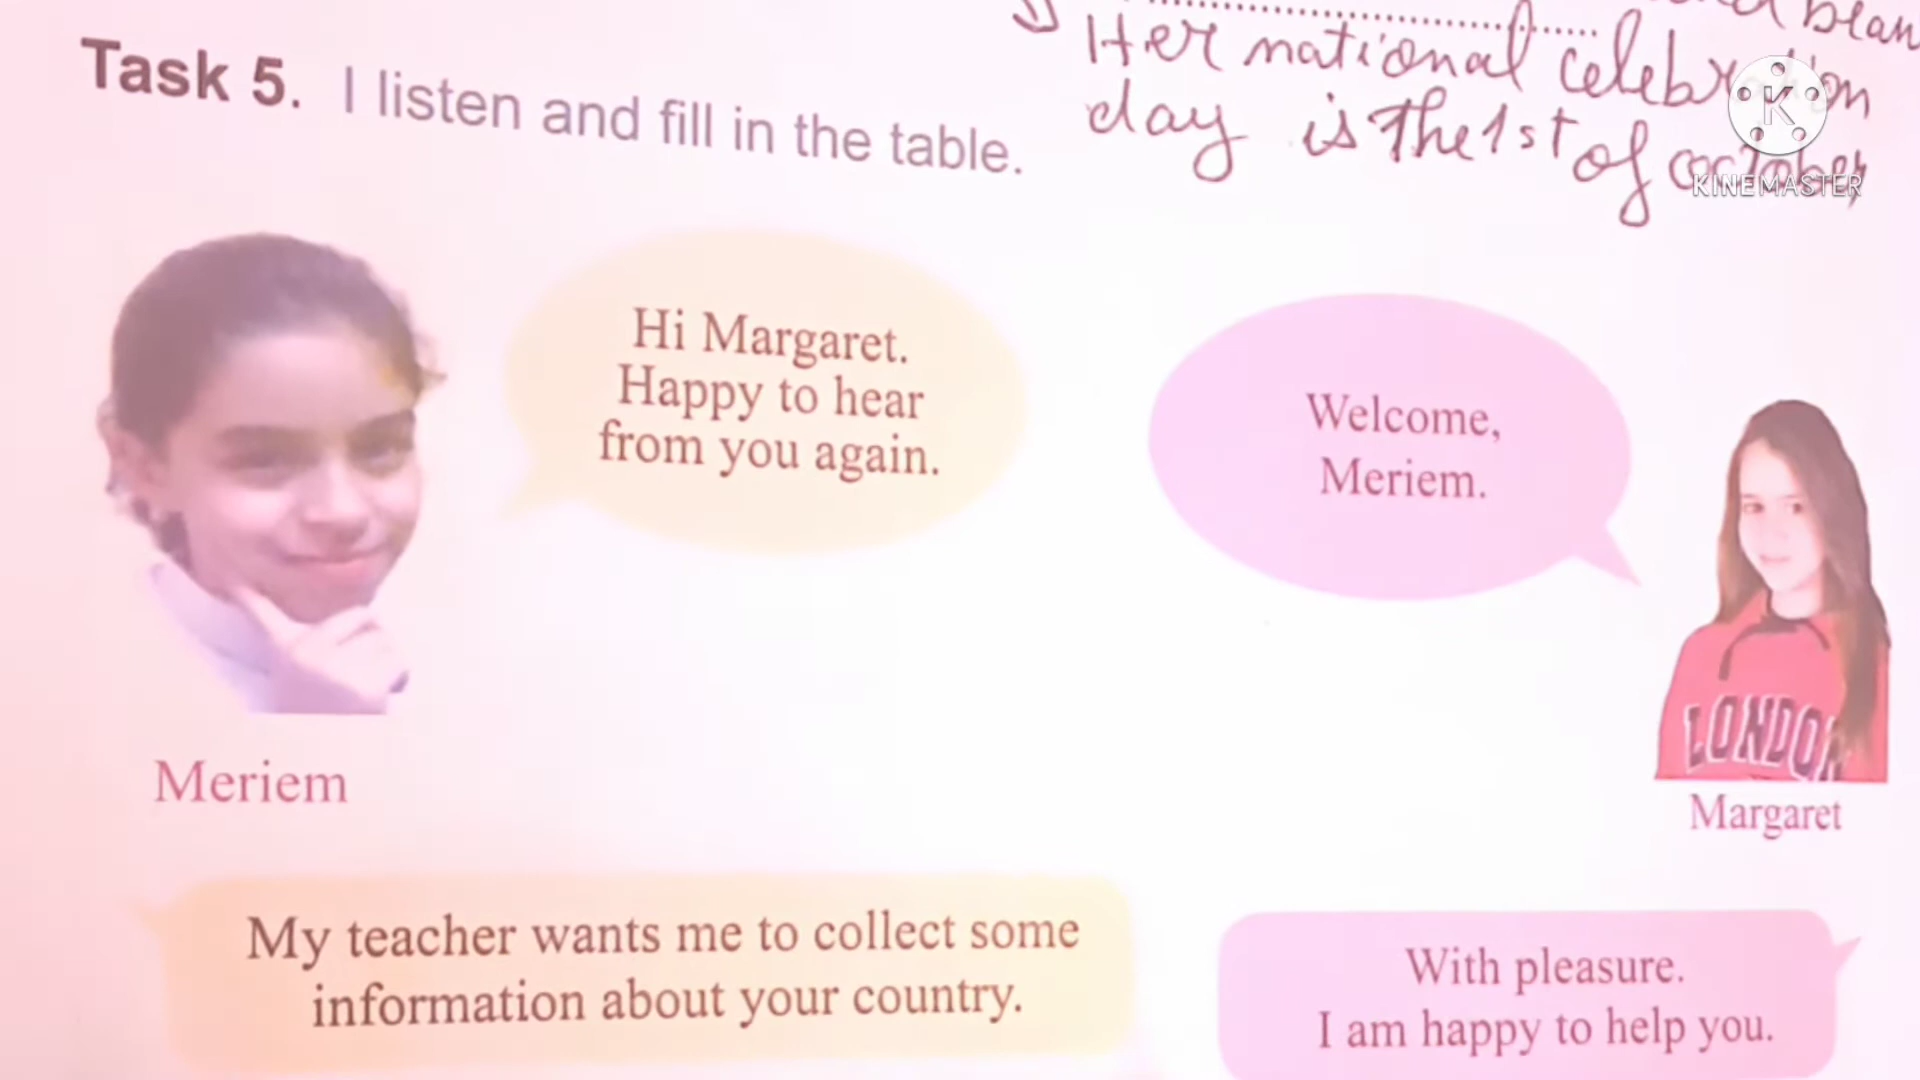 Her national celebration
day is the 1st of october
Task 5. I listen and fill in the table.
K
KINEMASTER
Hi Margaret.
Happy to hear
from you again.
Welcome,
Meriem.
LONDON
Meriem
Margaret
My teacher wants me to collect some
information about your country.
With pleasure.
I am happy to help you.